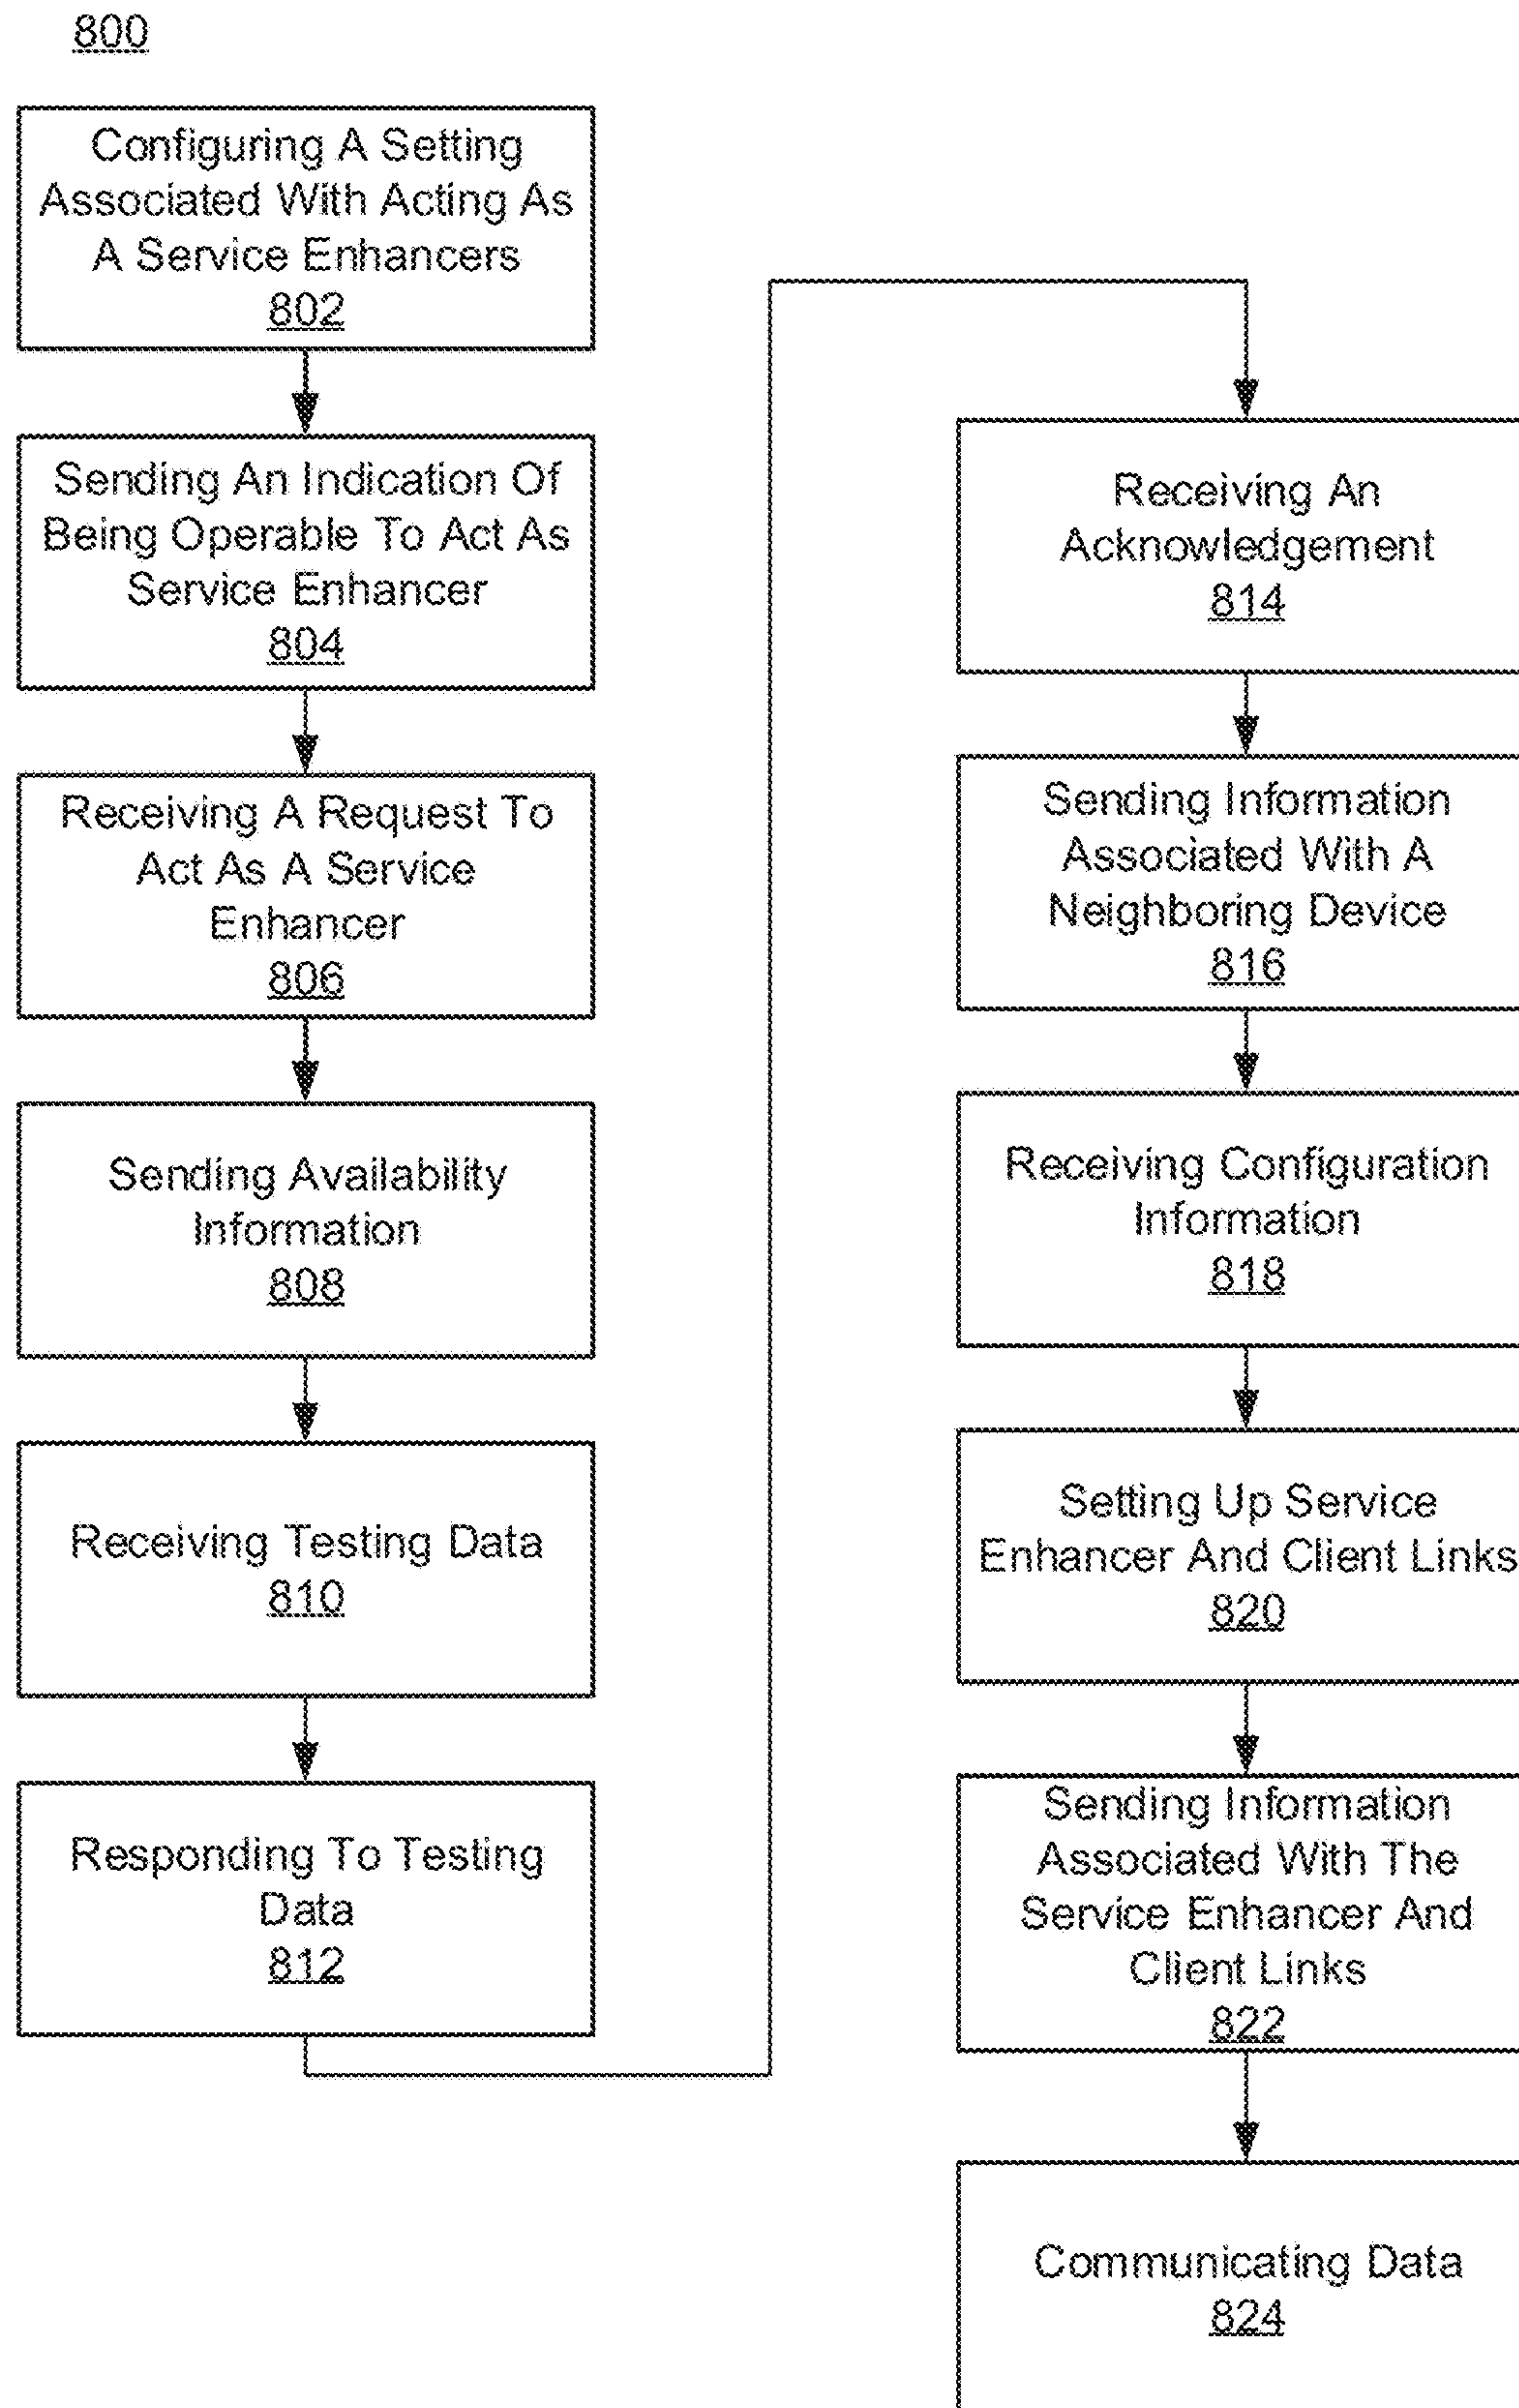 800
Configuring A Setting
Associated With Acting As
A Service Enhancers
802
Sending An Indication Of
Being Operable To Act As
Service Enhancer
804
Receiving A Request To
Act As A Service
Enhancer
806
Sending Availability
Information
808
Receiving Testing Data
810
Responding To Testing
Data
812
Receiving An
Acknowledgement
814
Sending Information
Associated With A
Neighboring Device
816
Receiving Configuration
Information
818
Setting Up Service
Enhancer And Client Links
820
Sending Information
Associated With The
Service Enhancer And
Client Links
822
Communicating Data
824